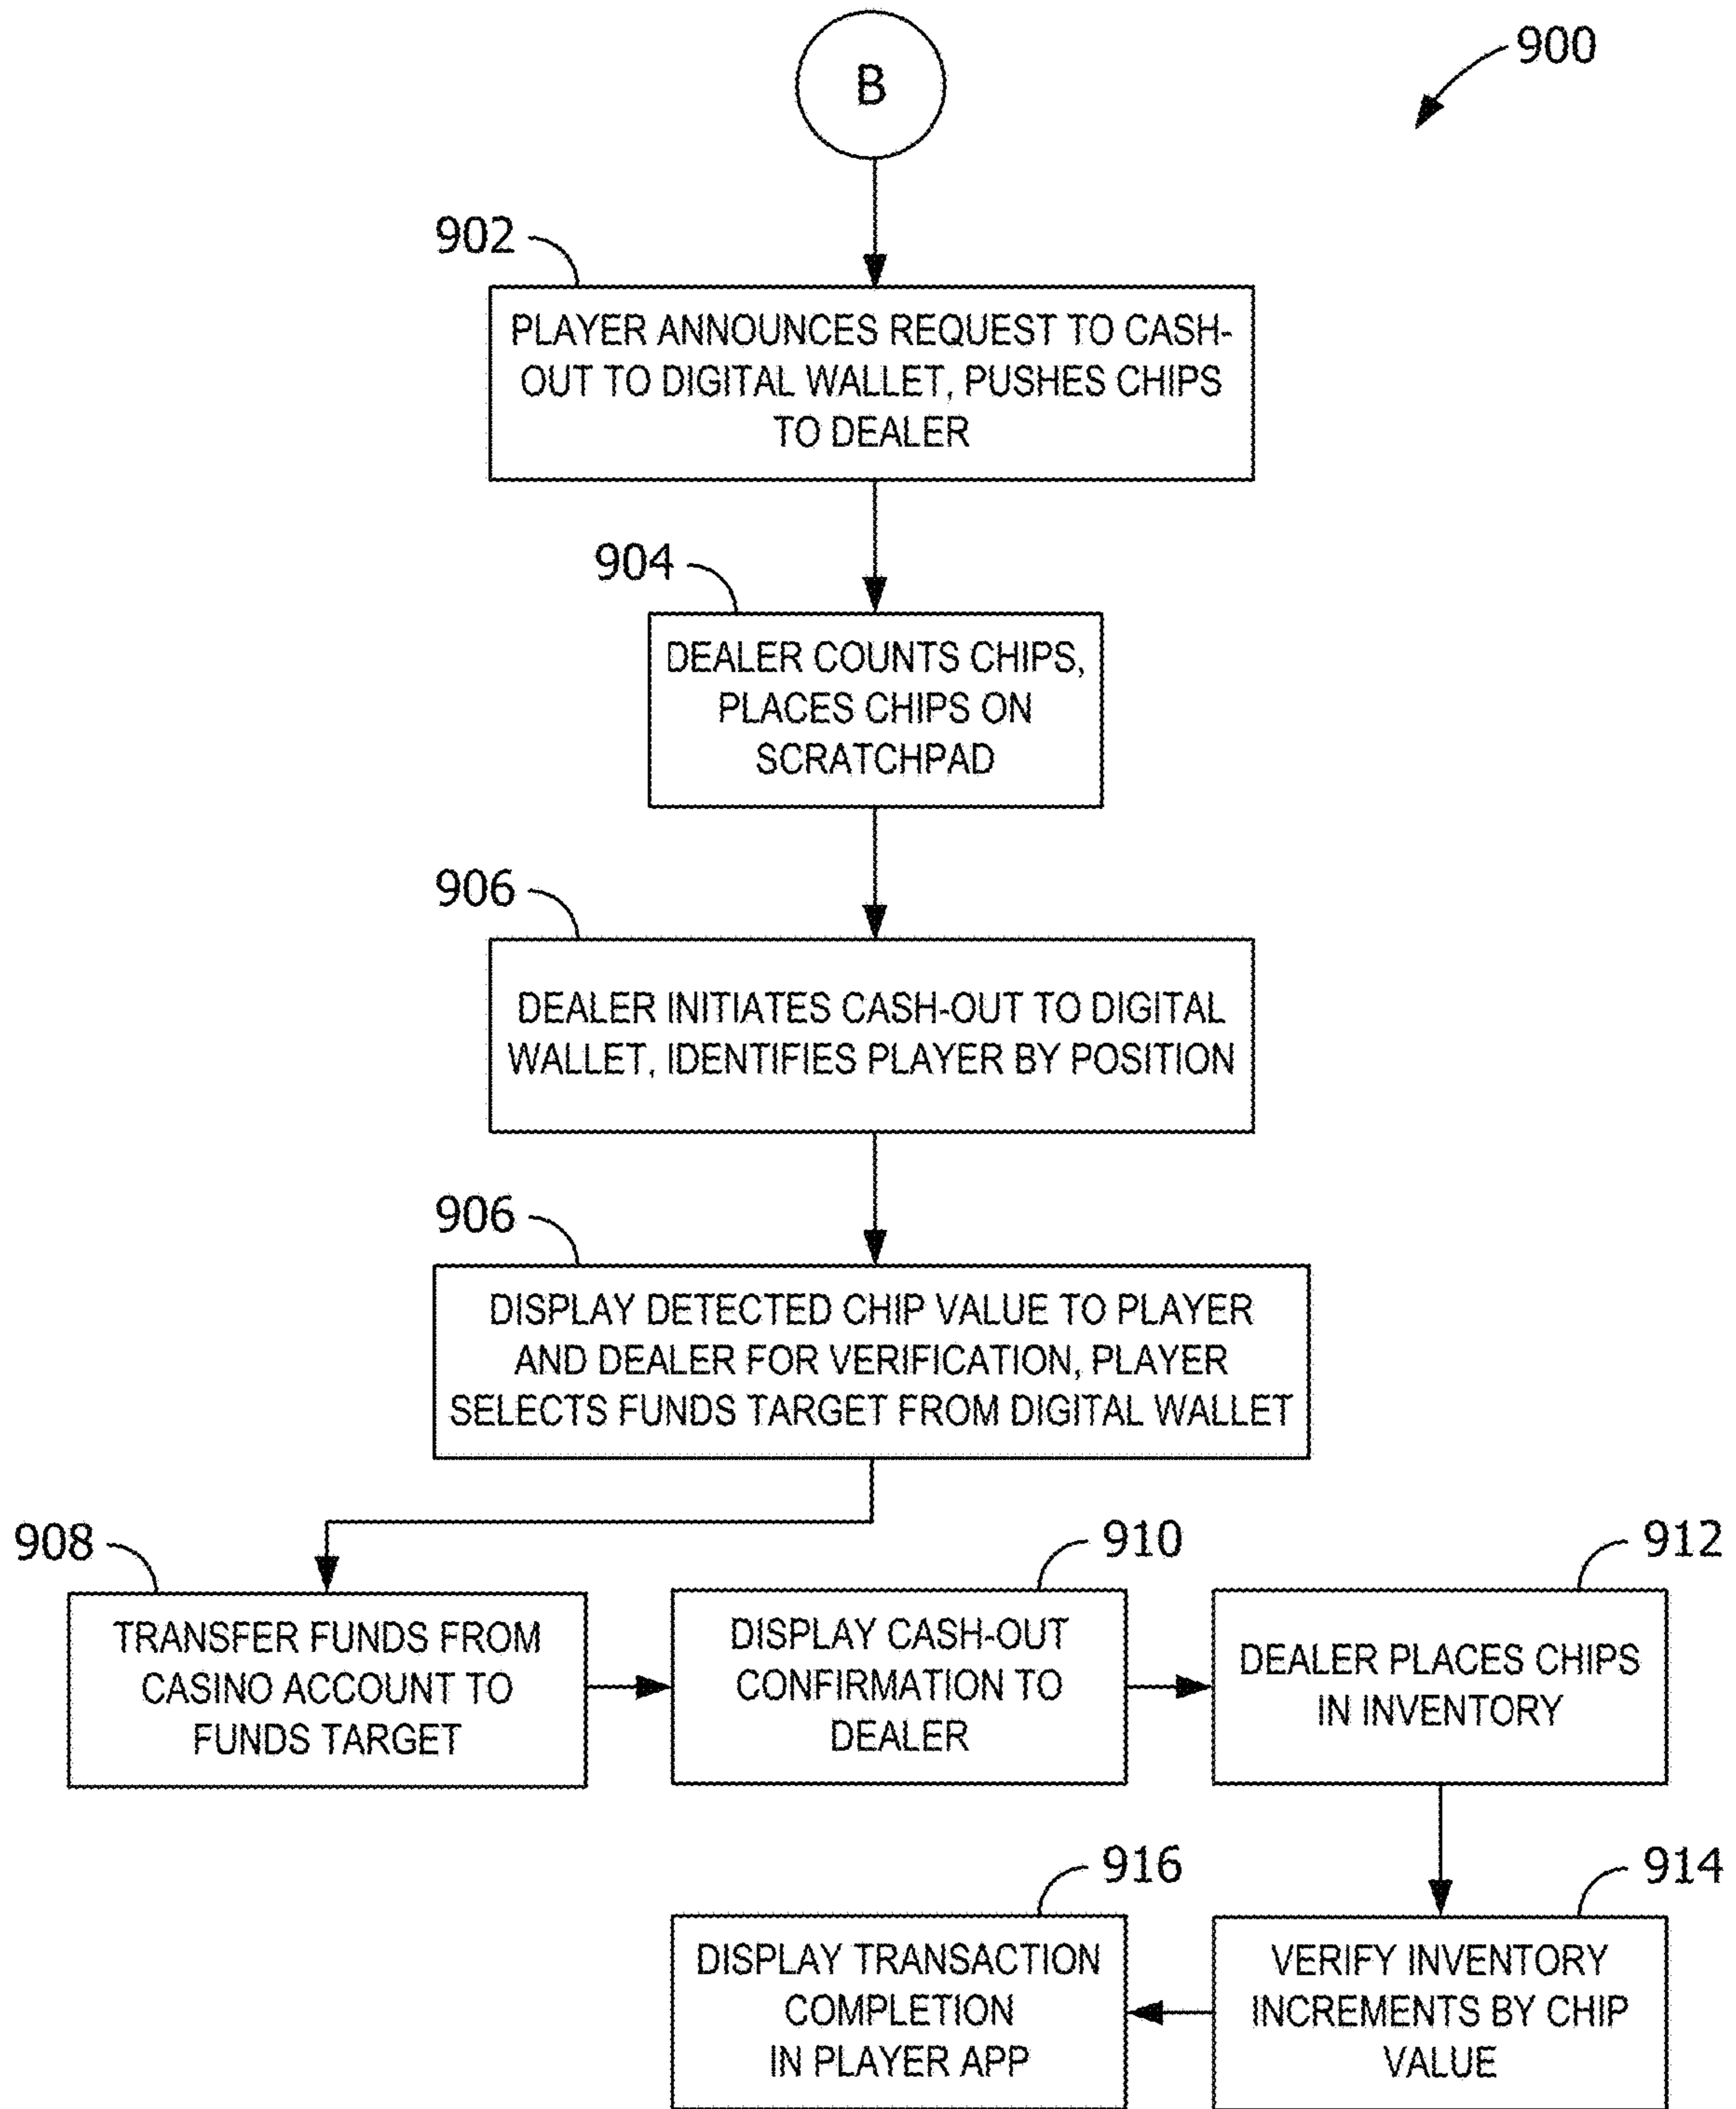 B
900
902
PLAYER ANNOUNCES REQUEST TO CASH-
OUT TO DIGITAL WALLET, PUSHES CHIPS
TO DEALER
904
DEALER COUNTS CHIPS,
PLACES CHIPS ON
SCRATCHPAD
906
DEALER INITIATES CASH-OUT TO DIGITAL
WALLET, IDENTIFIES PLAYER BY POSITION
906
DISPLAY DETECTED CHIP VALUE TO PLAYER
AND DEALER FOR VERIFICATION, PLAYER
SELECTS FUNDS TARGET FROM DIGITAL WALLET
908
TRANSFER FUNDS FROM
CASINO ACCOUNT TO
FUNDS TARGET
910
DISPLAY CASH-OUT
CONFIRMATION TO
DEALER
912
DEALER PLACES CHIPS
IN INVENTORY
914
VERIFY INVENTORY
INCREMENTS BY CHIP
VALUE
916
DISPLAY TRANSACTION
COMPLETION
IN PLAYER APP